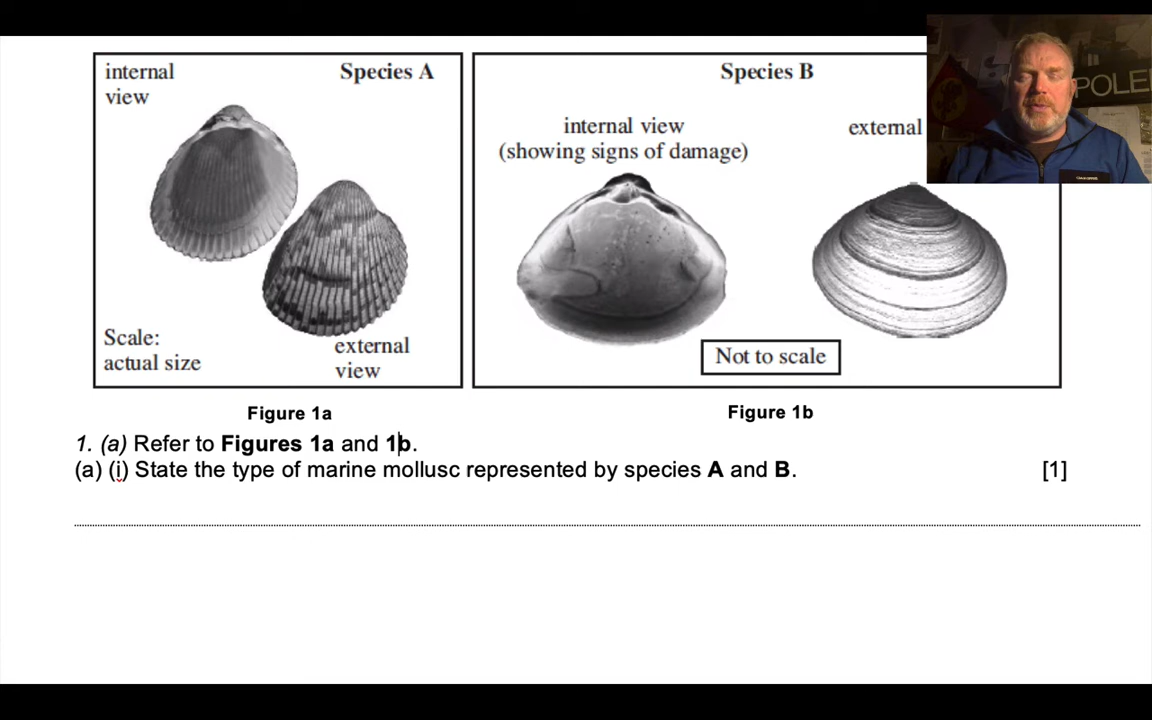 internal
view
Species A
Scale:
actual size
external
view
Species B
internal view
(showing signs of damage)
external
Not to scale
POLE
Figure 1a
Figure 1b
1. (a) Refer to Figures 1a and 1b.
(a) (i) State the type of marine mollusc represented by species A and B. [1]